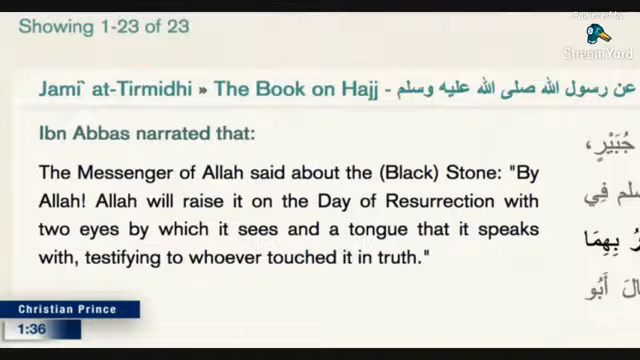 Showing 1-23 of 23
Powered by
StreamYard
Jami` at-Tirmidhi » The Book on Hajj - عن رسول الله صلى الله عليه وسلم
Ibn Abbas narrated that:
جُبَيْرٍ،
The Messenger of Allah said about the (Black) Stone: "By
Allah! Allah will raise it on the Day of Resurrection with
فِي
two eyes by which it sees and a tongue that it speaks
بِهِمَا
with, testifying to whoever touched it in truth."
أَبُو
Christian Prince
1:36